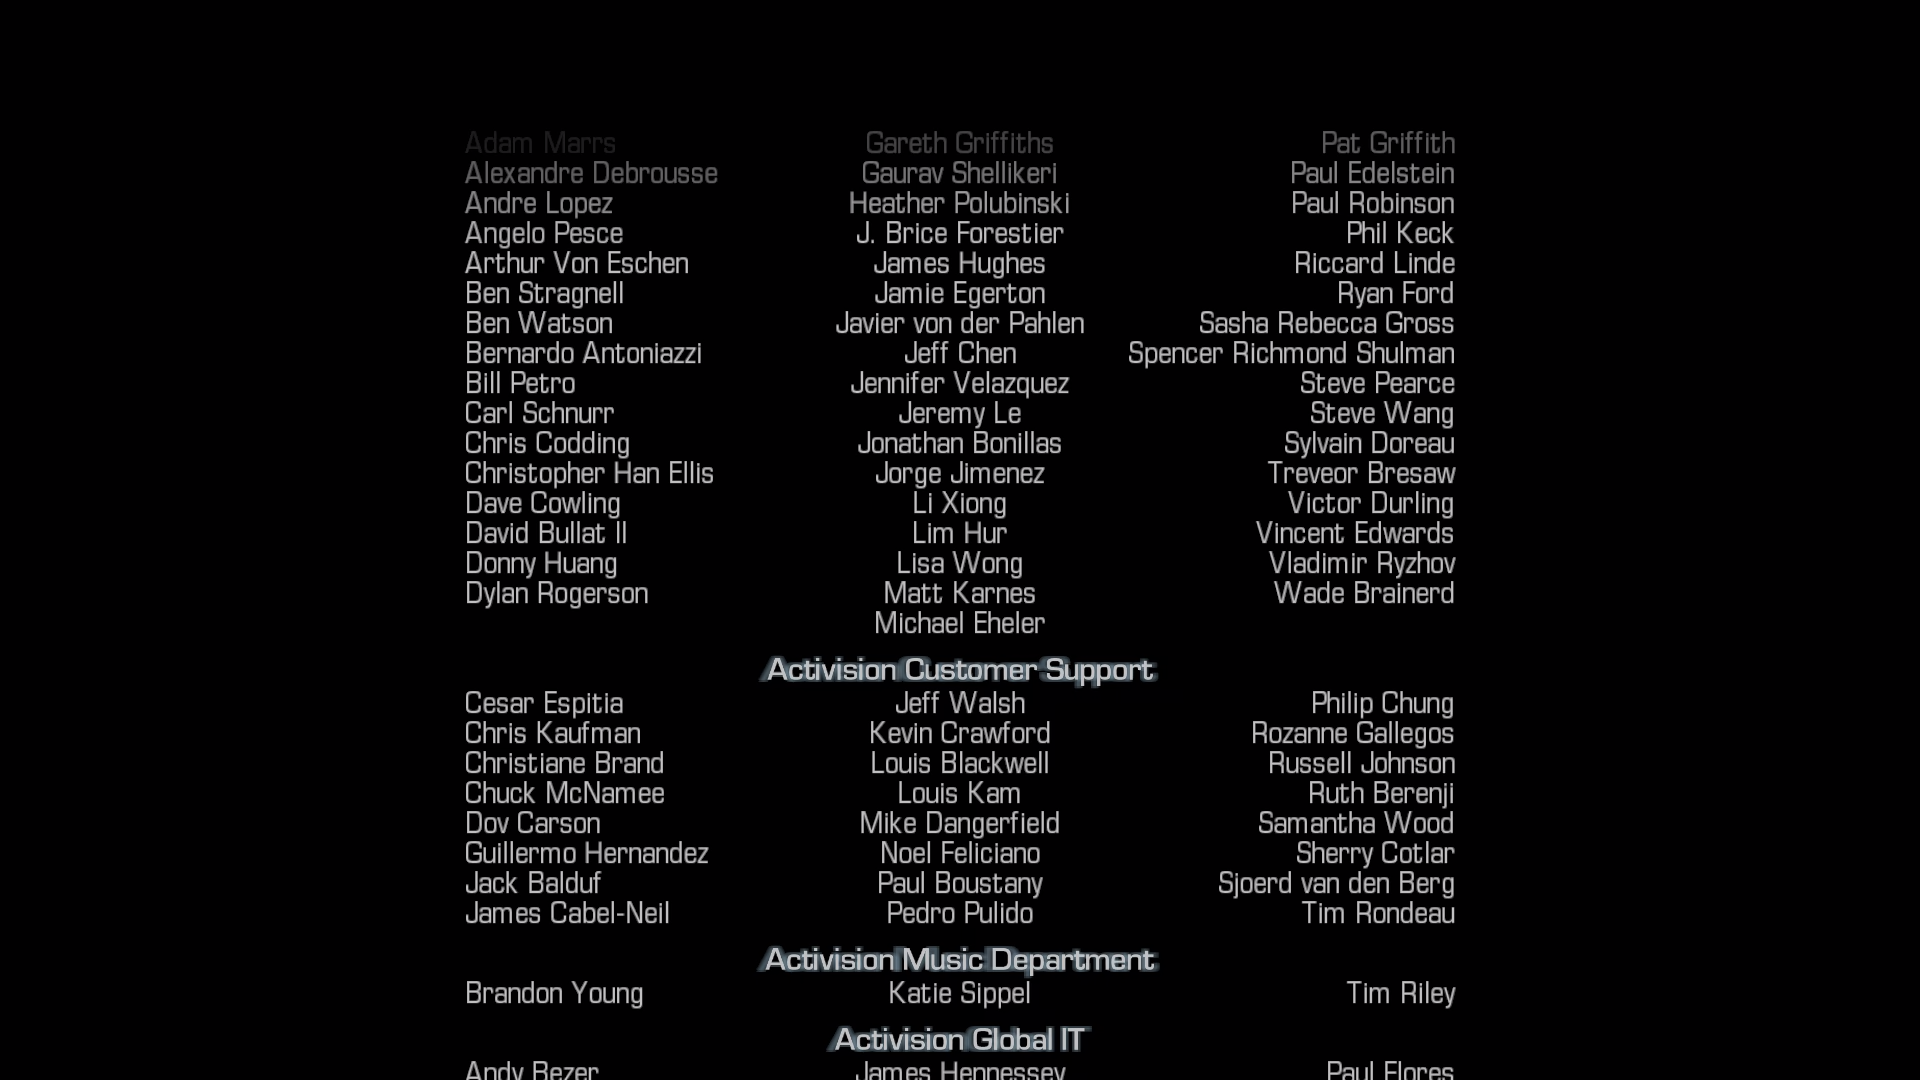 Adam Marrs Gareth Griffiths Pat Griffith
Alexandre Debrousse Gaurav Shellikeri Paul Edelstein
Andre Lopez Heather Polubinski Paul Robinson
Angelo Pesce J. Brice Forestier Phil Keck
Arthur Von Eschen James Hughes Riccard Linde
Ben Stragnell Jamie Egerton Ryan Ford
Ben Watson Javier von der Pahlen Sasha Rebecca Gross
Bernardo Antoniazzi Jeff Chen Spencer Richmond Shulman
Bill Petro Jennifer Velazquez Steve Pearce
Carl Schnurr Jeremy Le Steve Wang
Chris Codding Jonathan Bonillas Sylvain Doreau
Christopher Han Ellis Jorge Jimenez Treveor Bresaw
Dave Cowling Li Xiong Victor Durling
David Bullat II Lim Hur Vincent Edwards
Donny Huang Lisa Wong Vladimir Ryzhov
Dylan Rogerson Matt Karnes Wade Brainerd
Michael Eheler
Activision Customer Support
Cesar Espitia Jeff Walsh Philip Chung
Chris Kaufman Kevin Crawford Rozanne Gallegos
Christiane Brand Louis Blackwell Russell Johnson
Chuck McNamee Louis Kam Ruth Berenji
Dov Carson Mike Dangerfield Samantha Wood
Guillermo Hernandez Noel Feliciano Sherry Cotlar
Jack Balduf Paul Boustany Sjoerd van den Berg
James Cabel-Neil Pedro Pulido Tim Rondeau
Activision Music Department
Brandon Young Katie Sippel Tim Riley
Activision Global IT
Andy Bezer James Hennessey Paul Flores